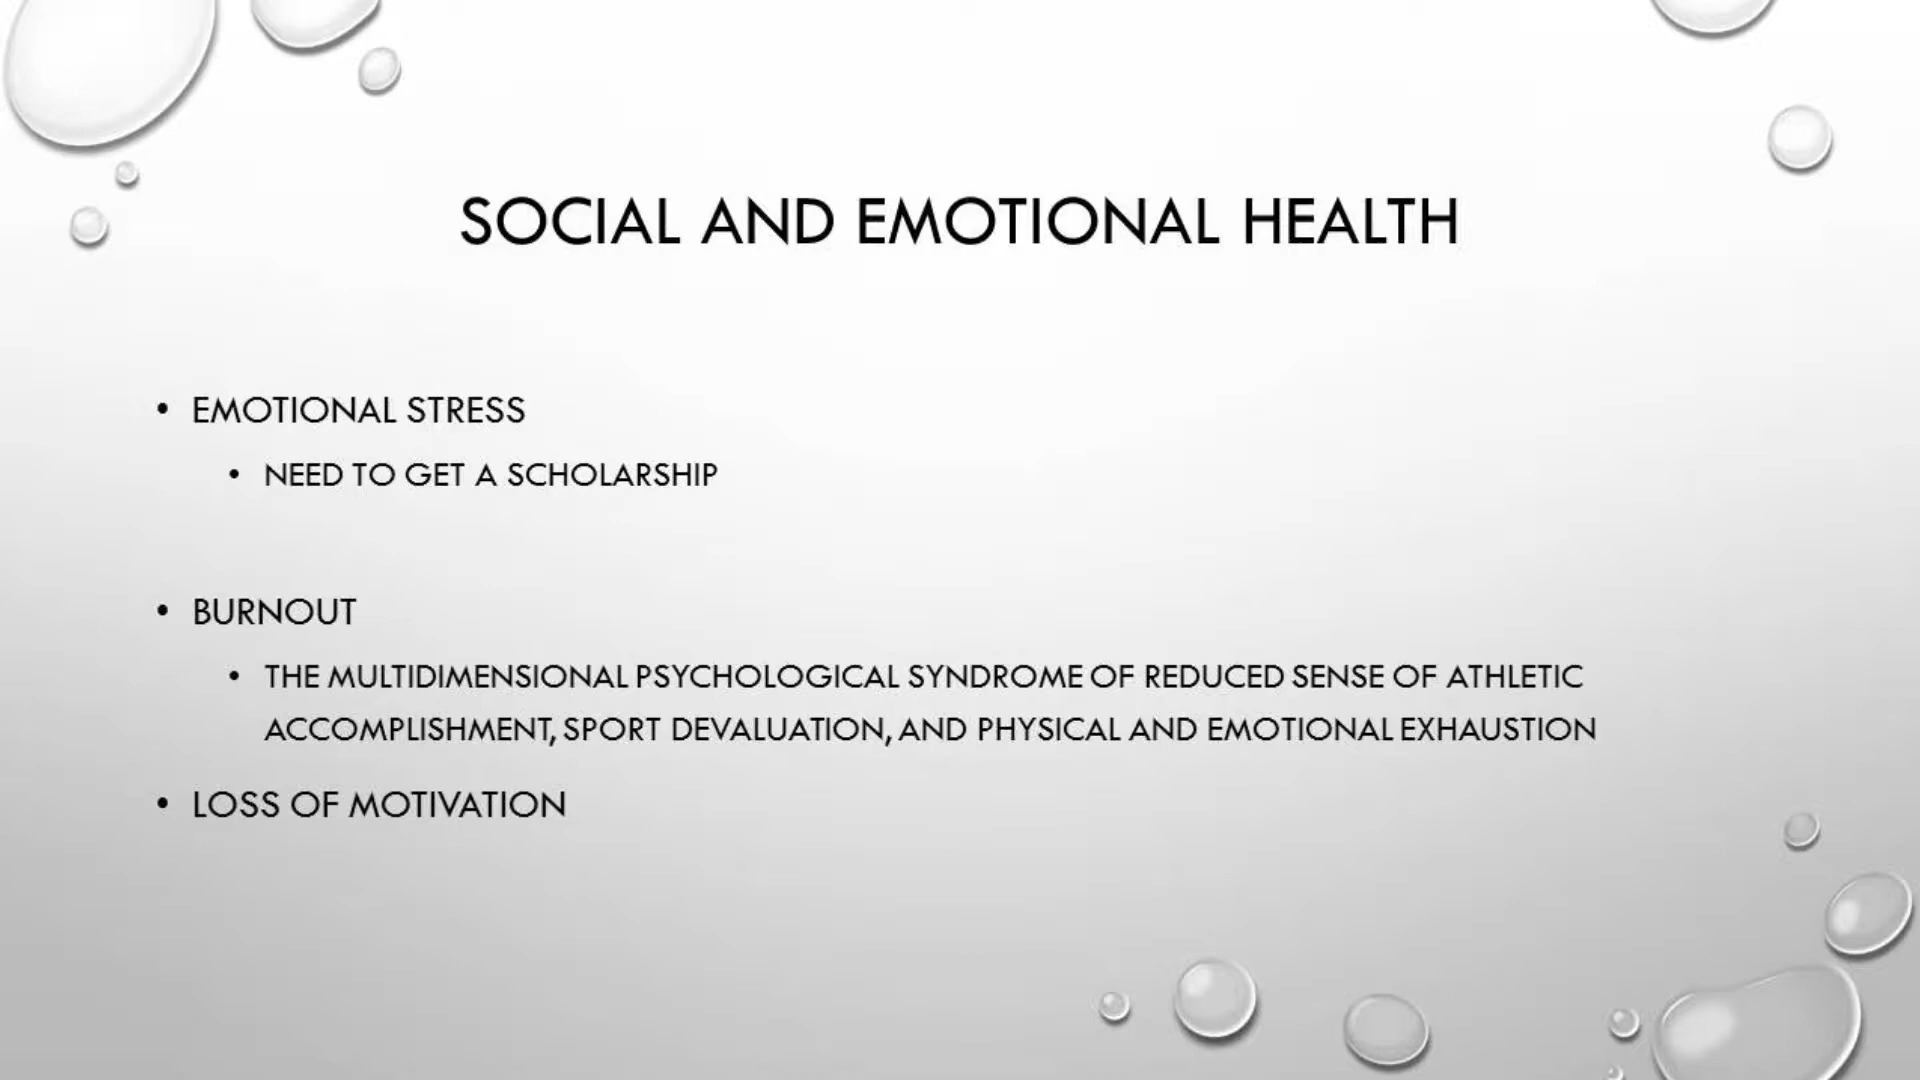 SOCIAL AND EMOTIONAL HEALTH
• EMOTIONAL STRESS
• NEED TO GET A SCHOLARSHIP
• BURNOUT
• THE MULTIDIMENSIONAL PSYCHOLOGICAL SYNDROME OF REDUCED SENSE OF ATHLETIC
ACCOMPLISHMENT, SPORT DEVALUATION, AND PHYSICAL AND EMOTIONAL EXHAUSTION
• LOSS OF MOTIVATION